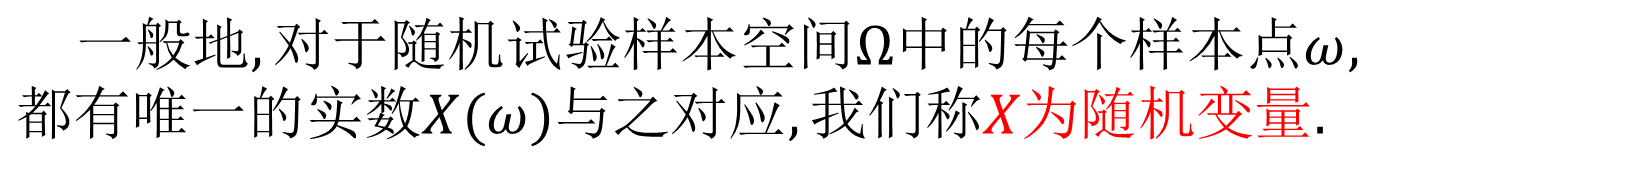 一般地,对于随机试验样本空间Ω中的每个样本点ω,
都有唯一的实数X(ω)与之对应,我们称X为随机变量.